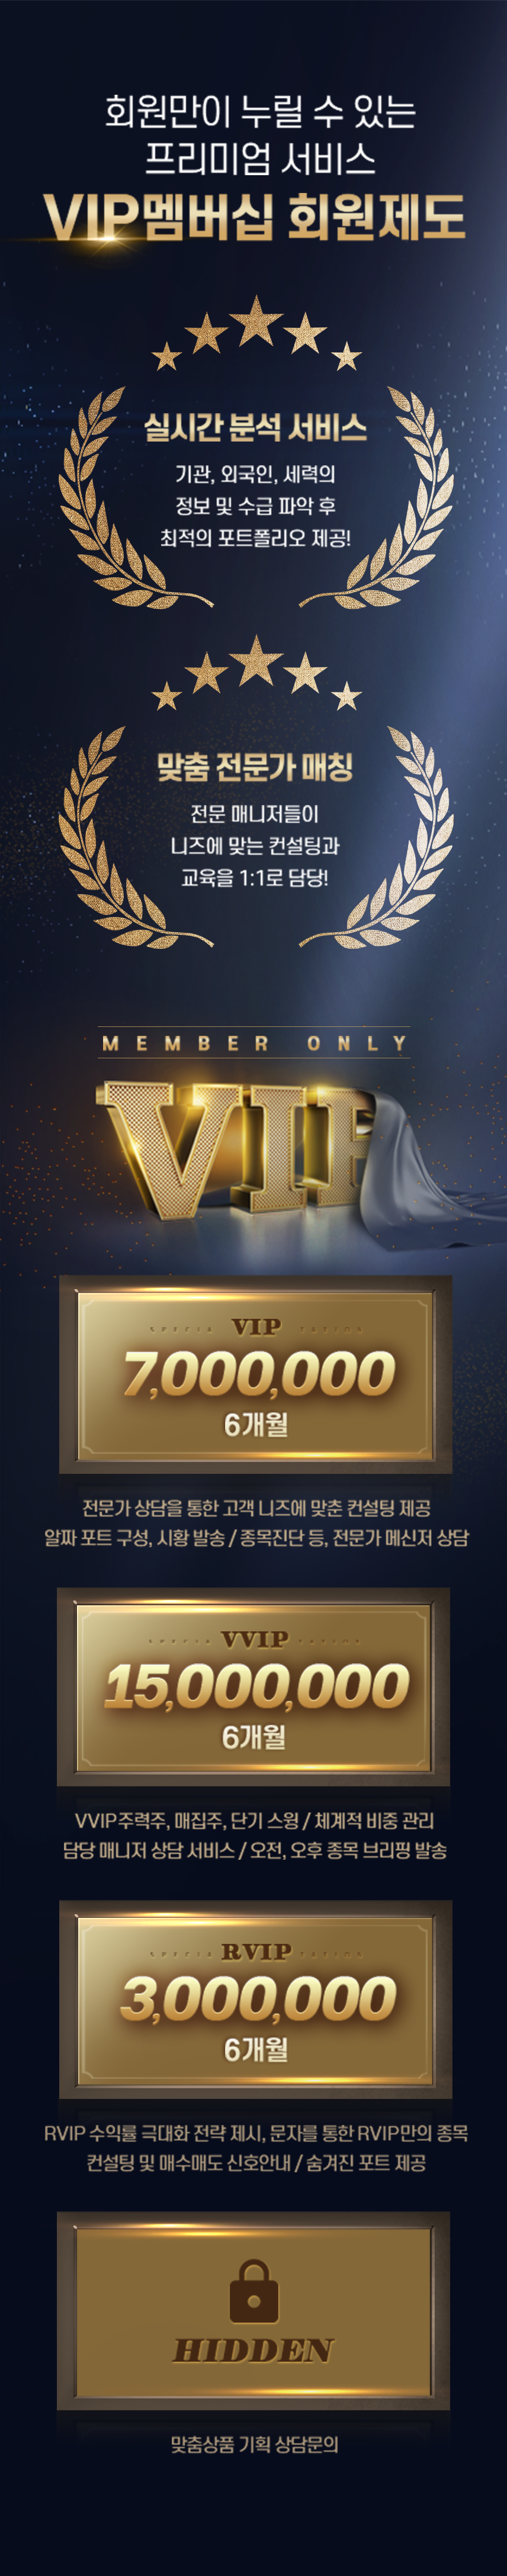 회원만이 누릴 수 있는
프리미엄 서비스
VIP멤버십 회원제도
실시간 분석 서비스
기관, 외국인, 세력의
정보 및 수급 파악 후
최적의 포트폴리오 제공!
맞춤 전문가 매칭
전문 매니저들이
니즈에 맞는 컨설팅과
교육을 1:1로 담당!
MEMBER ONLY
VIP
VIP
7,000,000
6개월
전문가 상담을 통한 고객 니즈에 맞춘 컨설팅 제공
알짜 포트 구성, 시황 발송 / 종목진단 등, 전문가 메신저 상담
VVIP
15,000,000
6개월
VVIP주력주, 매집주, 단기 스윙 / 체계적 비중 관리
담당 매니저 상담 서비스 / 오전, 오후 종목 브리핑 발송
RVIP
3,000,000
6개월
RVIP 수익률 극대화 전략 제시, 문자를 통한 RVIP만의 종목
컨설팅 및 매수매도 신호안내 / 숨겨진 포트 제공
HIDDEN
맞춤상품 기획 상담문의